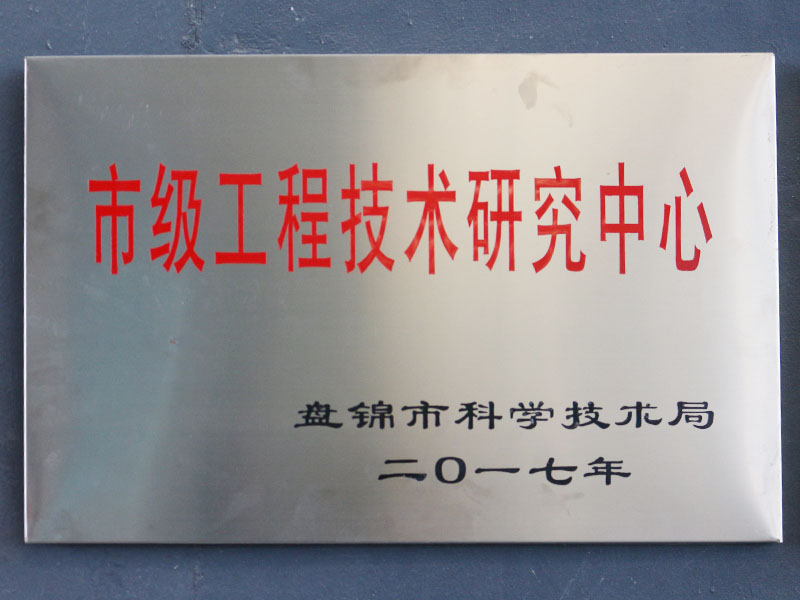 市级工程技术研究中心
盘锦市科学技术局
二〇一七年